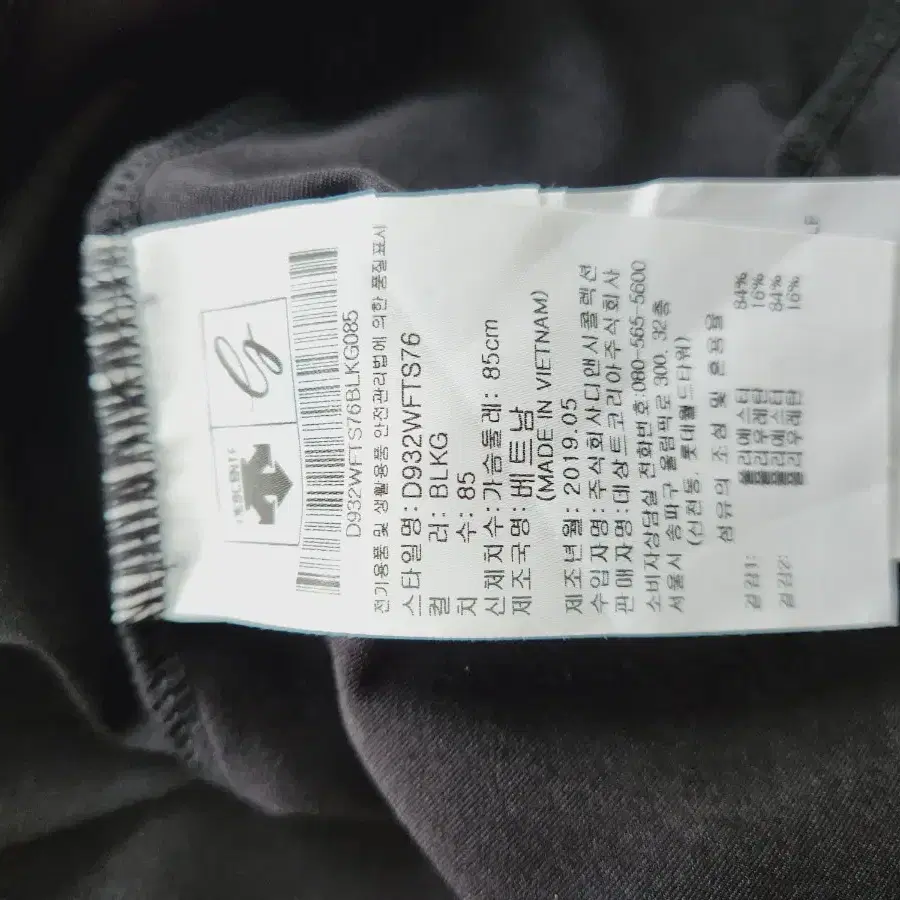 DESCENTE
D932WFTS76BLKG085
전기용품 및 생활용품 안전관리법에 의한 품질표시
스타일명: D932WFTS76
컬 러: BLKG
치 수: 85
신체치수: 가슴둘레: 85cm
제조국명: 베트남
(MADE IN VIETNAM)
제조년월: 2019.05
수입자명: 주식회사디앤시콜렉션
판매자명: 데상트코리아주식회사
소비자상담실 전화번호:080-565-5600
서울시 송파구 올림픽로 300, 32층
(신천동, 롯데월드타워)
섬유의 조성 및 혼용율
겉감1: 폴리에스터 84%
폴리우레탄 16%
겉감2: 폴리에스터 84%
폴리우레탄 16%